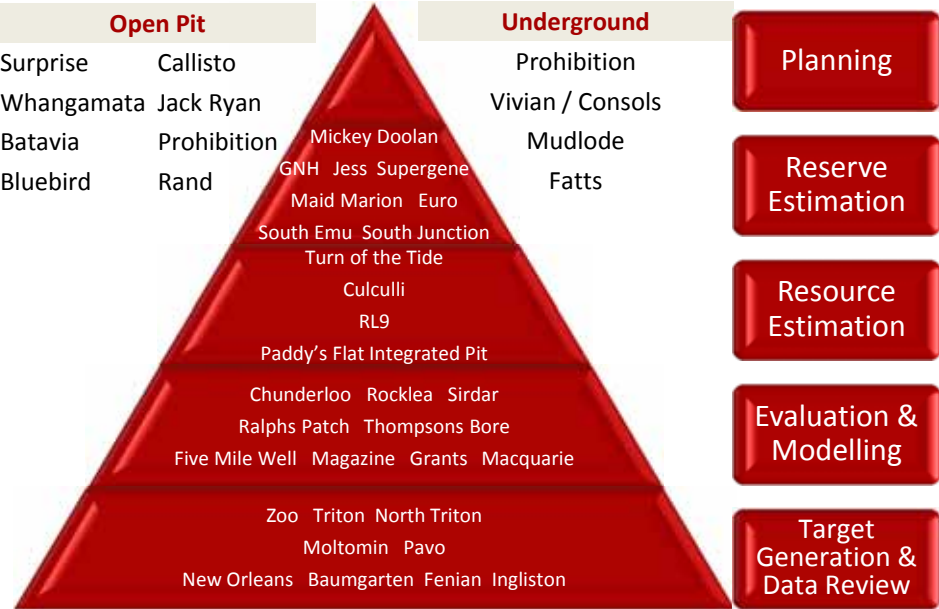 Open Pit
Surprise Callisto
Whangamata Jack Ryan
Batavia Prohibition
Bluebird Rand
Underground
Prohibition
Vivian / Consols
Mudlode
Fatts
Mickey Doolan
GNH Jess Supergene
Maid Marion Euro
South Emu South Junction
Turn of the Tide
Culculli
RL9
Paddy's Flat Integrated Pit
Chunderloo Rocklea Sirdar
Ralphs Patch Thompsons Bore
Five Mile Well Magazine Grants Macquarie
Zoo Triton North Triton
Moltomin Pavo
New Orleans Baumgarten Fenian Ingliston
Planning
Reserve
Estimation
Resource
Estimation
Evaluation &
Modelling
Target
Generation &
Data Review